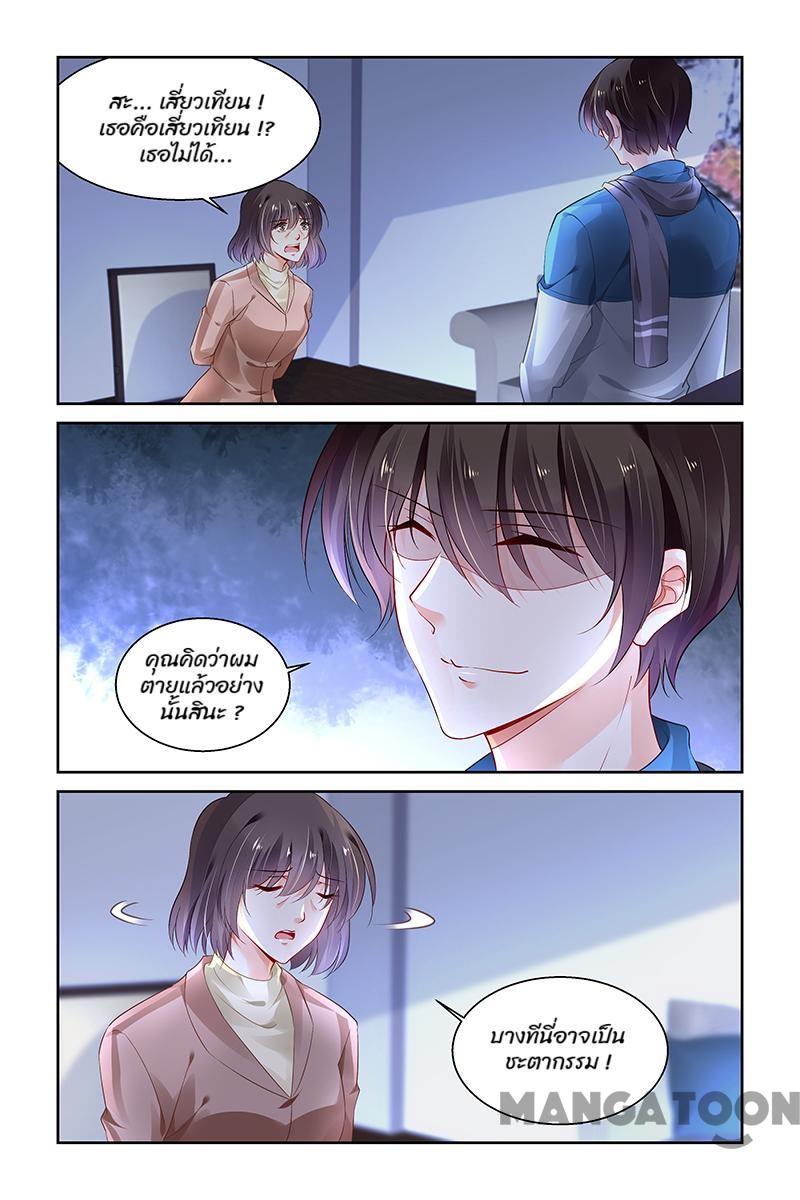 สะ... เสี่ยวเทียน !
เธอคือเสี่ยวเทียน !?
เธอไม่ได้...
คุณคิดว่าผม
ตายแล้วอย่าง
นั้นสินะ ?
บางทีนี่อาจเป็น
ชะตากรรม !
MANGATOON